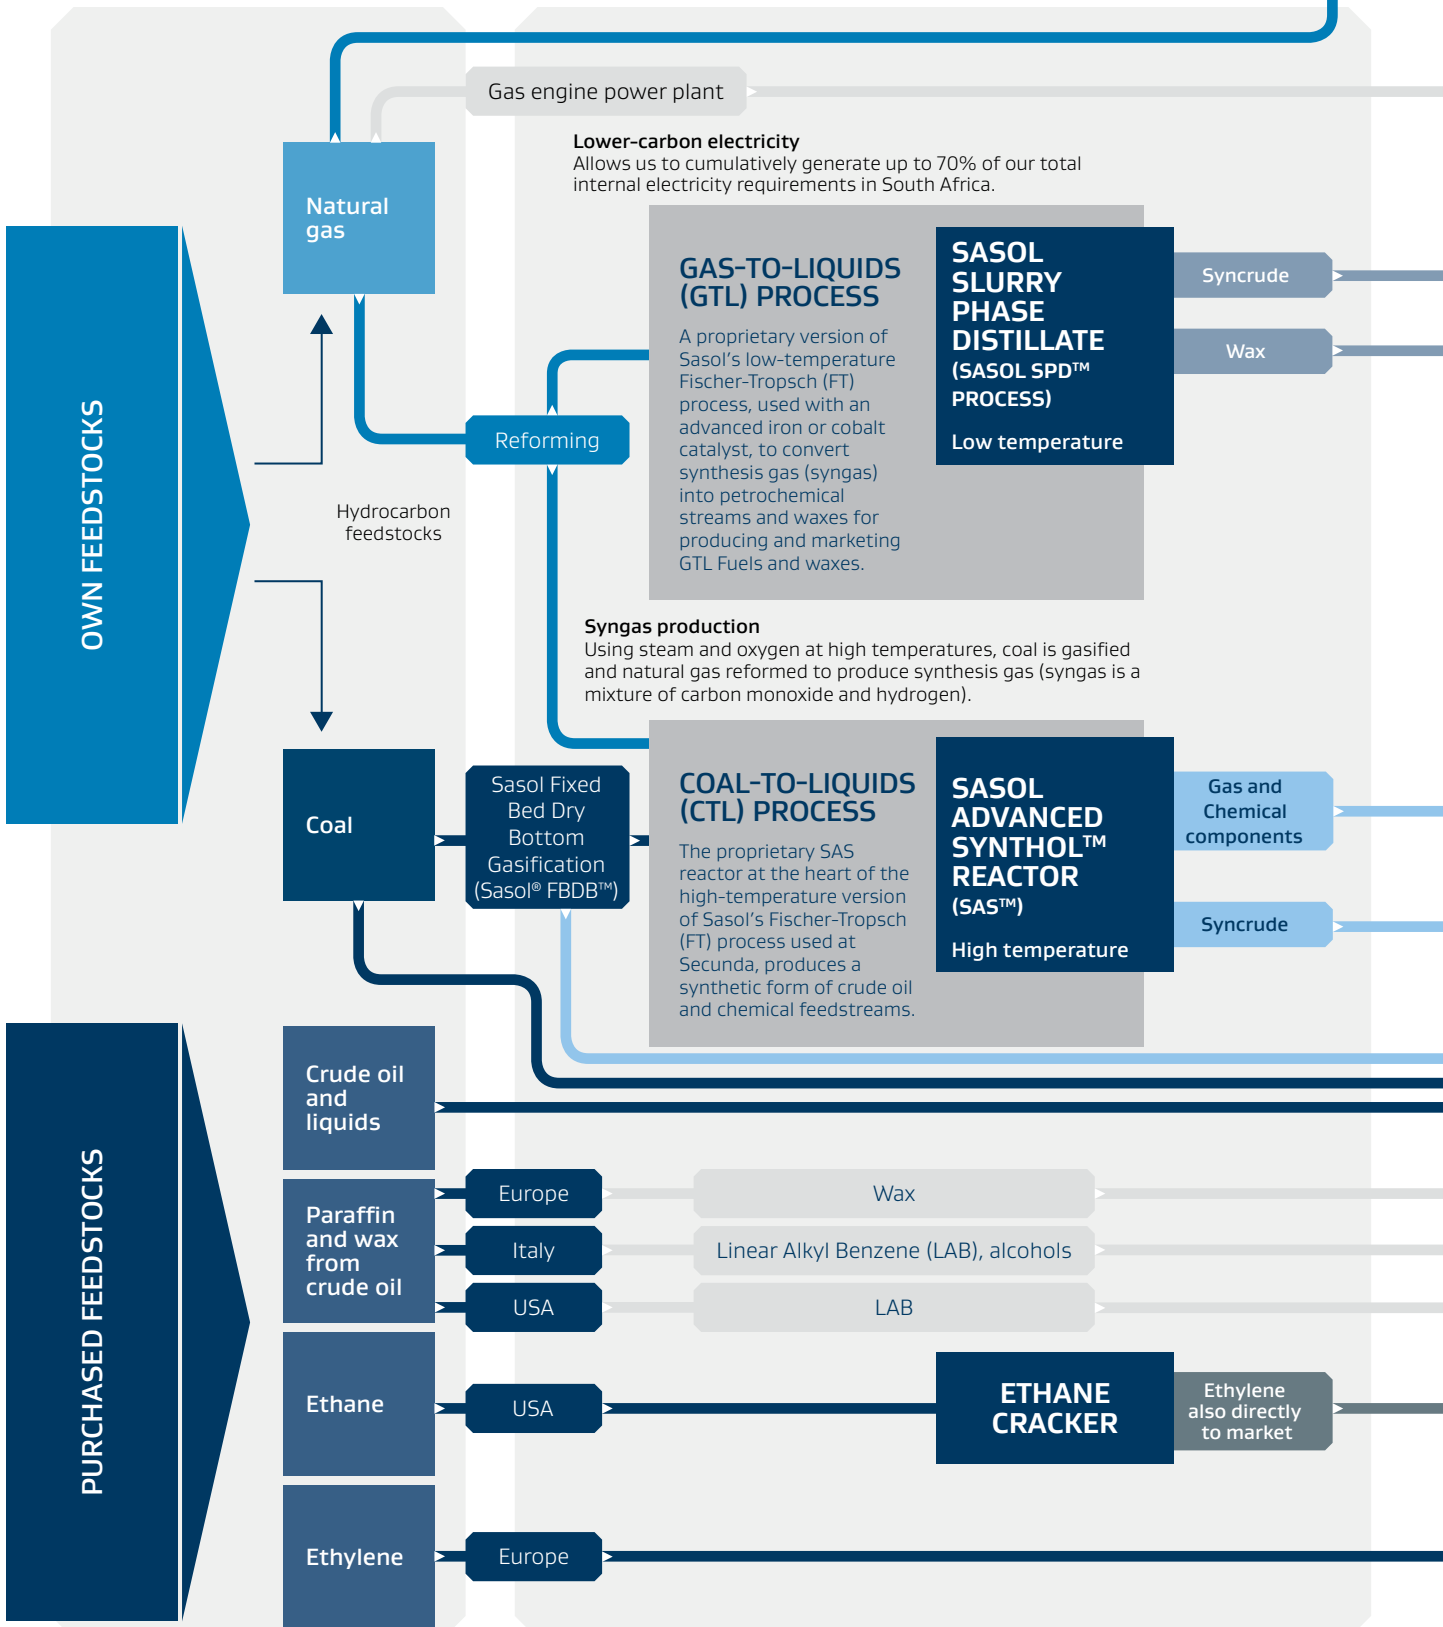 Gas engine power plant
Lower-carbon electricity
Allows us to cumulatively generate up to 70% of our total
internal electricity requirements in South Africa.
OWN FEEDSTOCKS
Natural
gas
Hydrocarbon
feedstocks
Reforming
GAS-TO-LIQUIDS
(GTL) PROCESS
A proprietary version of
Sasol's low-temperature
Fischer-Tropsch (FT)
process, used with an
advanced iron or cobalt
catalyst, to convert
synthesis gas (syngas)
into petrochemical
streams and waxes for
producing and marketing
GTL Fuels and waxes.
SASOL
SLURRY
PHASE
DISTILLATE
(SASOL SPD™
PROCESS)
Low temperature
Syncrude
Wax
Syngas production
Using steam and oxygen at high temperatures, coal is gasified
and natural gas reformed to produce synthesis gas (syngas is a
mixture of carbon monoxide and hydrogen).
Coal
Sasol Fixed
Bed Dry
Bottom
Gasification
(Sasol® FBDB™)
COAL-TO-LIQUIDS
(CTL) PROCESS
The proprietary SAS
reactor at the heart of the
high-temperature version
of Sasol's Fischer-Tropsch
(FT) process used at
Secunda, produces a
synthetic form of crude oil
and chemical feedstreams.
SASOL
ADVANCED
SYNTHOL™
REACTOR
(SAS™)
High temperature
Gas and
Chemical
components
Syncrude
PURCHASED FEEDSTOCKS
Crude oil
and
liquids
Paraffin
and wax
from
crude oil
Europe
Wax
Italy
Linear Alkyl Benzene (LAB), alcohols
USA
LAB
Ethane
USA
ETHANE
CRACKER
Ethylene
also directly
to market
Ethylene
Europe